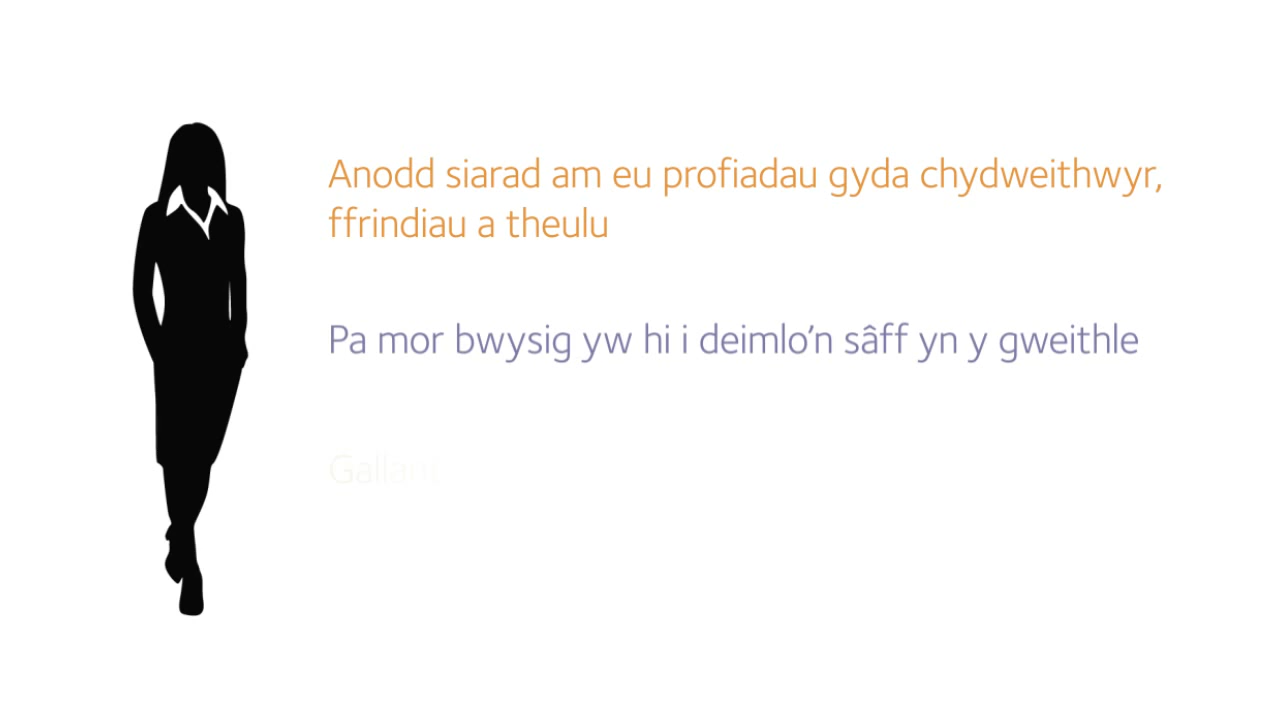 Anodd siarad am eu profiadau gyda chydweithwyr,
ffrindiau a theulu
Pa mor bwysig yw hi i deimlo’n sâff yn y gweithle
Gallant